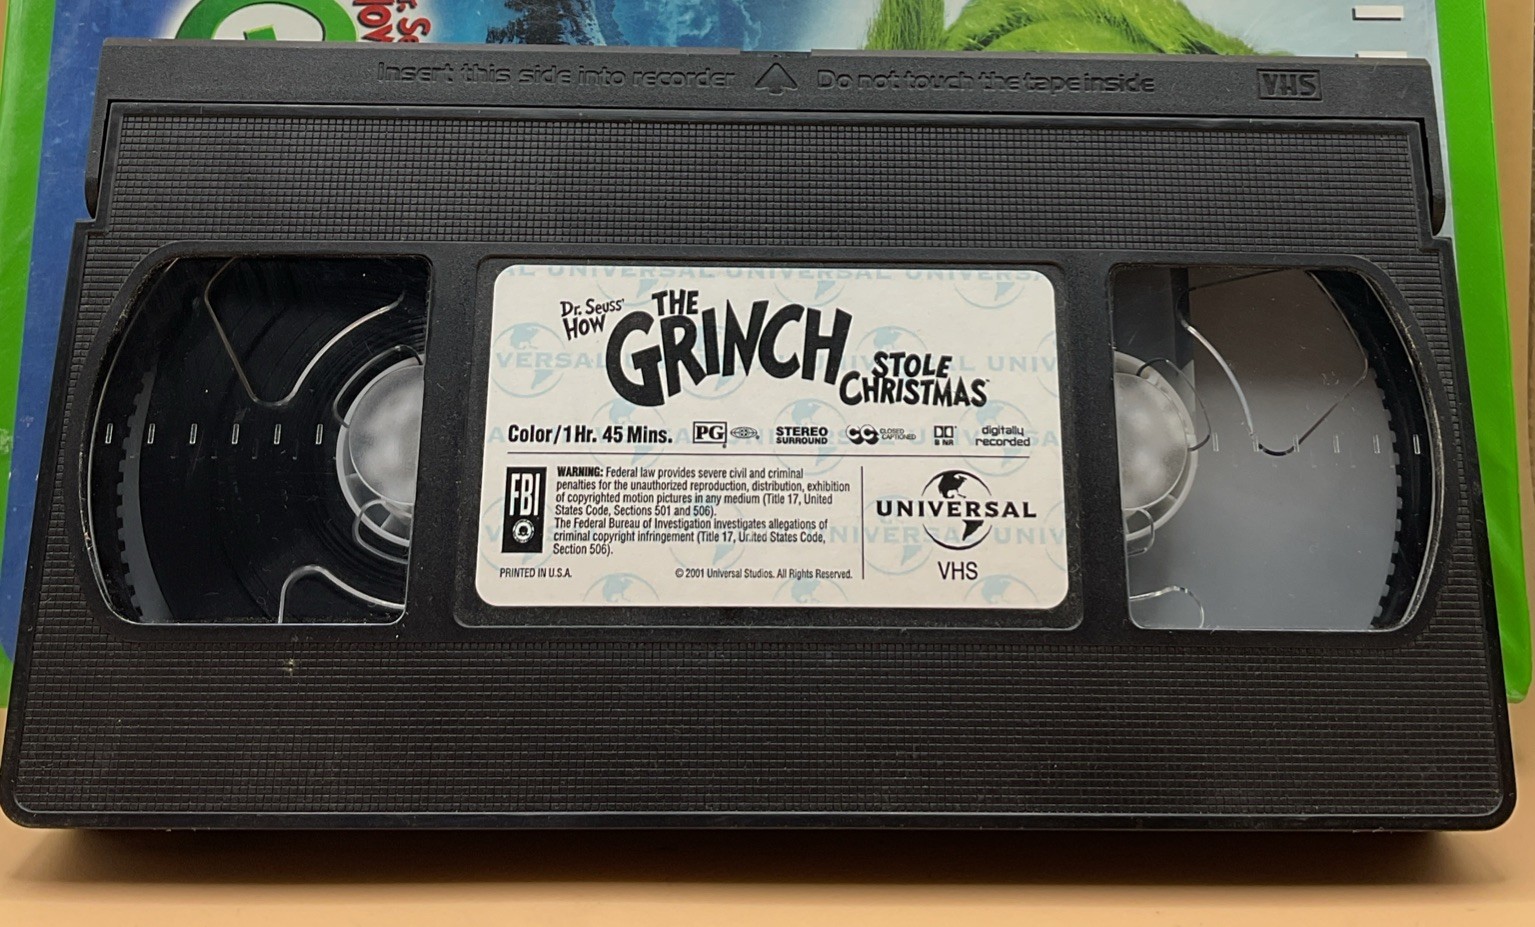 Insert this side into recorder Do not touch the tape inside VHS
UNIVERSAL UNIVERSAL
Dr. Seuss'
HOW THE
GRINCH
STOLE
CHRISTMAS
Color/1 Hr. 45 Mins. PG STEREO SURROUND CC CLOSED CAPTIONED B NR digitally recorded
FBI
WARNING: Federal law provides severe civil and criminal
penalties for the unauthorized reproduction, distribution, exhibition
of copyrighted motion pictures in any medium (Title 17, United
States Code, Sections 501 and 506).
The Federal Bureau of Investigation investigates allegations of
criminal copyright infringement (Title 17, United States Code,
Section 506).
UNIVERSAL
VHS
PRINTED IN U.S.A. © 2001 Universal Studios. All Rights Reserved.